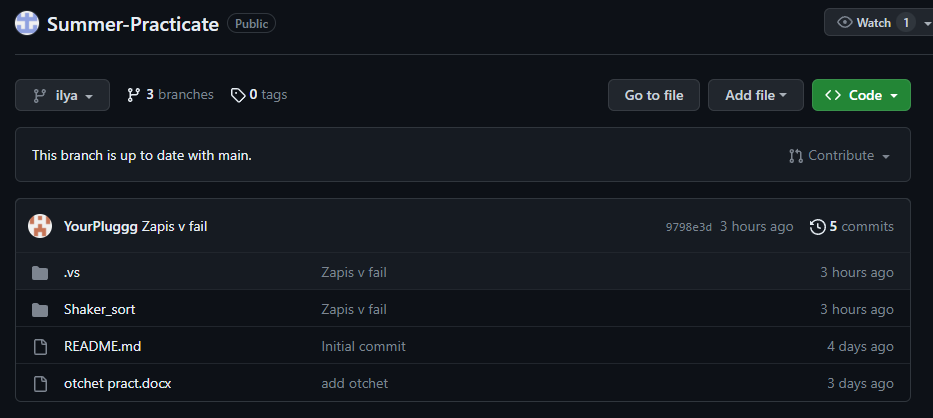 Summer-Practicate Public Watch 1
ilya 3 branches 0 tags Go to file Add file Code
This branch is up to date with main. Contribute
YourPluggg Zapis v fail 9798e3d 3 hours ago 5 commits
.vs Zapis v fail 3 hours ago
Shaker_sort Zapis v fail 3 hours ago
README.md Initial commit 4 days ago
otchet pract.docx add otchet 3 days ago